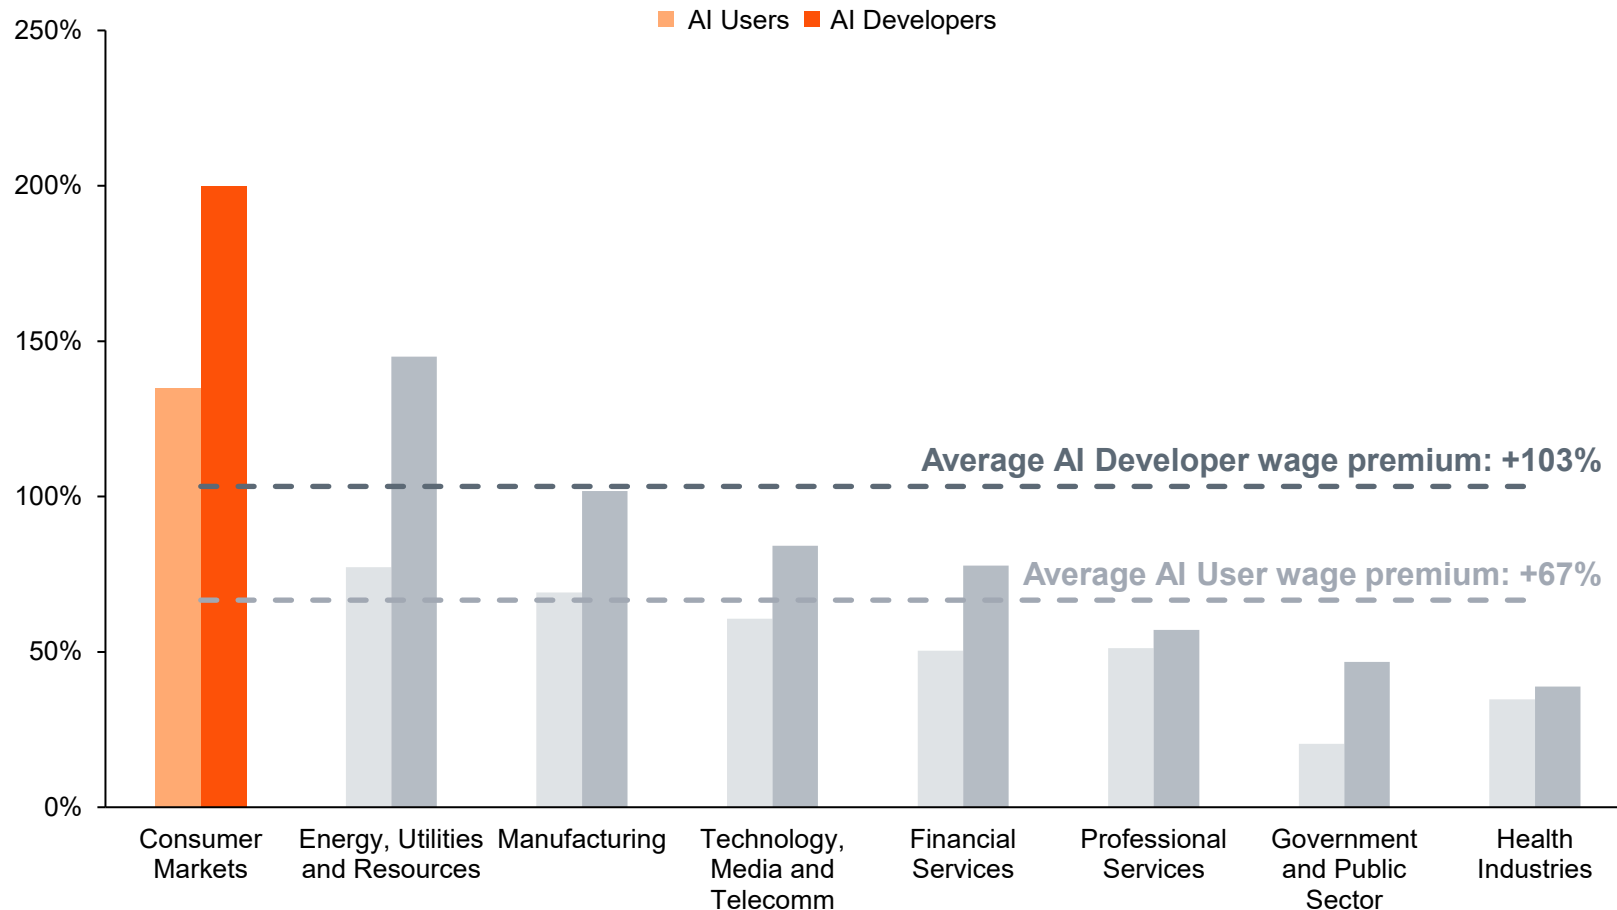 AI Users AI Developers
250%
200%
150%
100%
50%
0%
Average AI Developer wage premium: +103%
Average AI User wage premium: +67%
Consumer
Markets
Energy, Utilities
and Resources
Manufacturing
Technology,
Media and
Telecomm
Financial
Services
Professional
Services
Government
and Public
Sector
Health
Industries